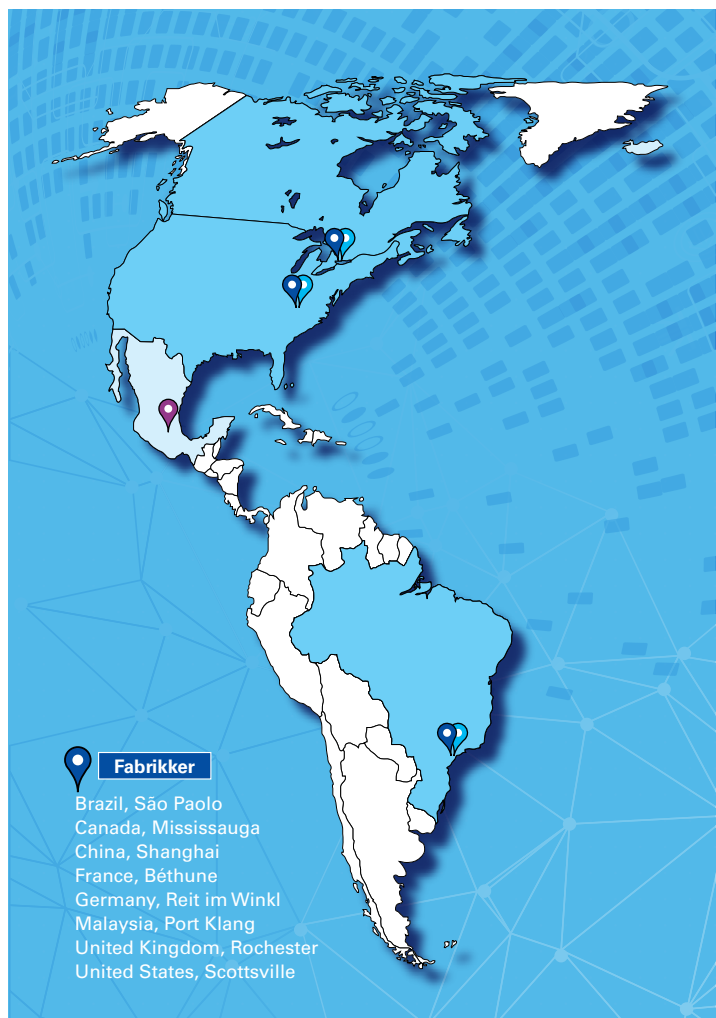 Fabrikker
Brazil, São Paolo
Canada, Mississauga
China, Shanghai
France, Béthune
Germany, Reit im Winkl
Malaysia, Port Klang
United Kingdom, Rochester
United States, Scottsville